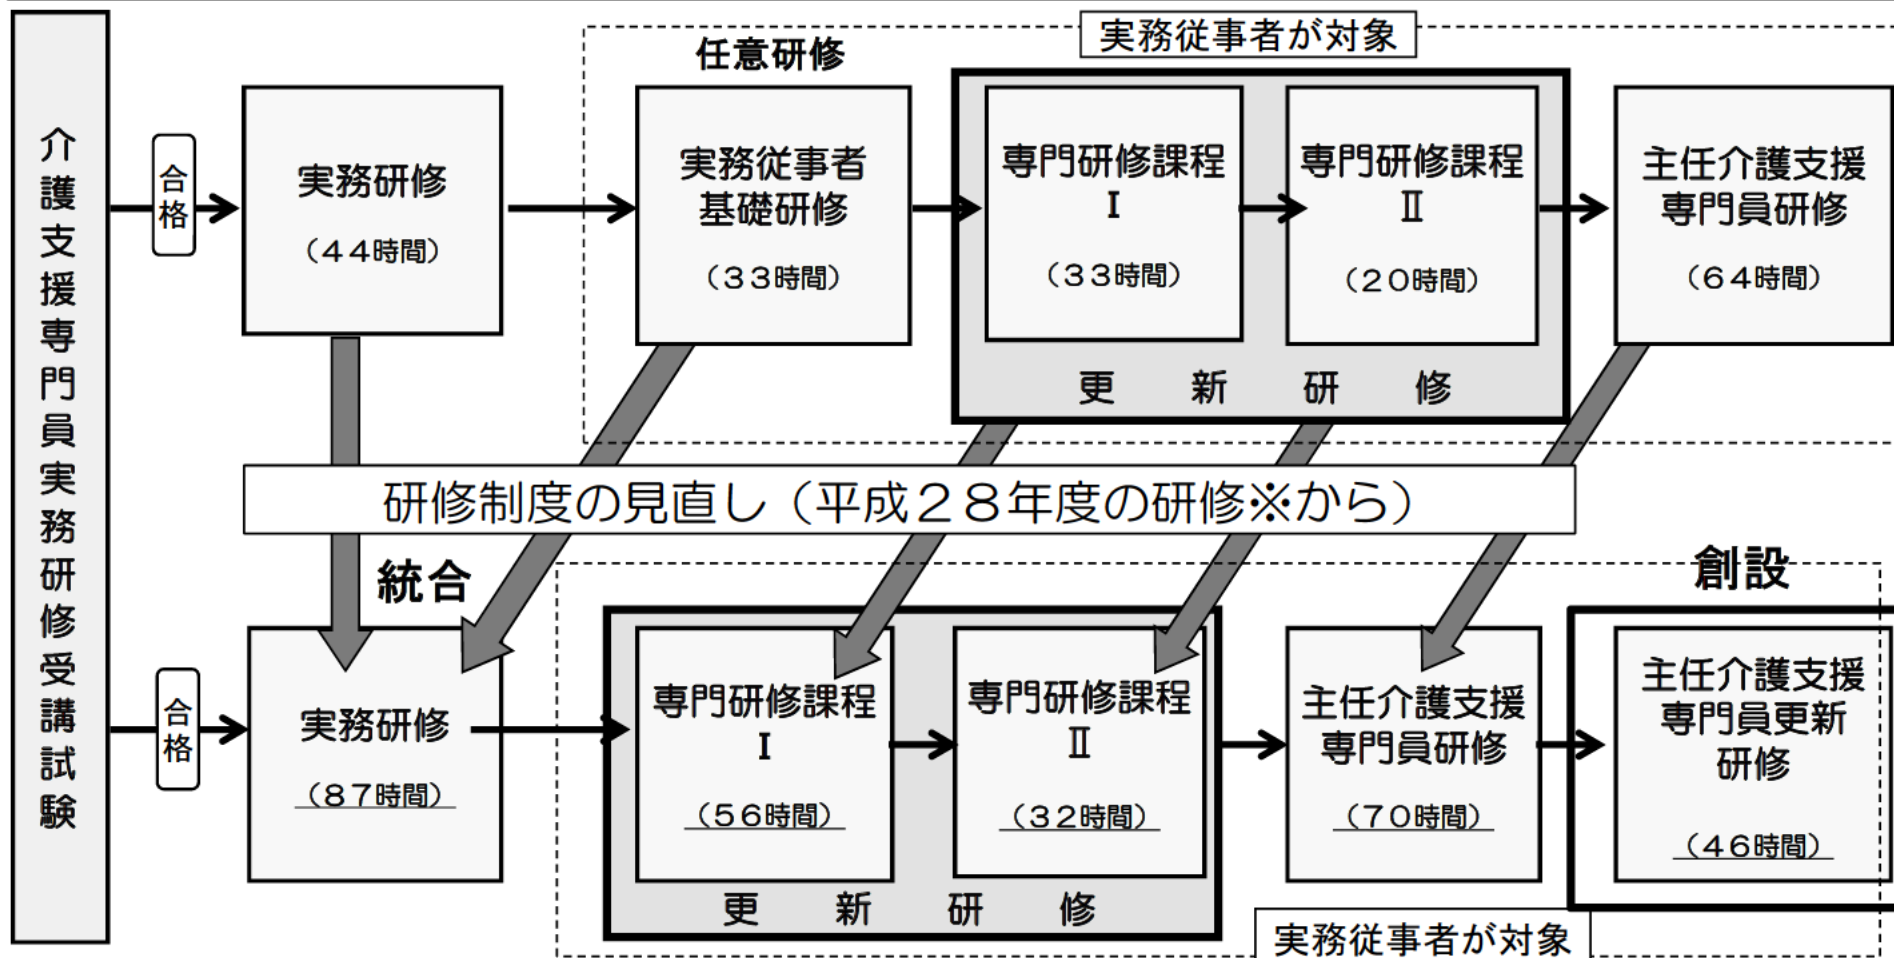 介護支援専門員実務研修受講試験
実務従事者が対象
任意研修
合格
実務研修
（４４時間）
実務従事者
基礎研修
（３３時間）
専門研修課程
Ⅰ
（３３時間）
専門研修課程
Ⅱ
（２０時間）
主任介護支援
専門員研修
（６４時間）
更新研修
研修制度の見直し（平成２８年度の研修※から）
統合
創設
合格
実務研修
（８７時間）
専門研修課程
Ⅰ
（５６時間）
専門研修課程
Ⅱ
（３２時間）
主任介護支援
専門員研修
（７０時間）
主任介護支援
専門員更新
研修
（４６時間）
更新研修
実務従事者が対象